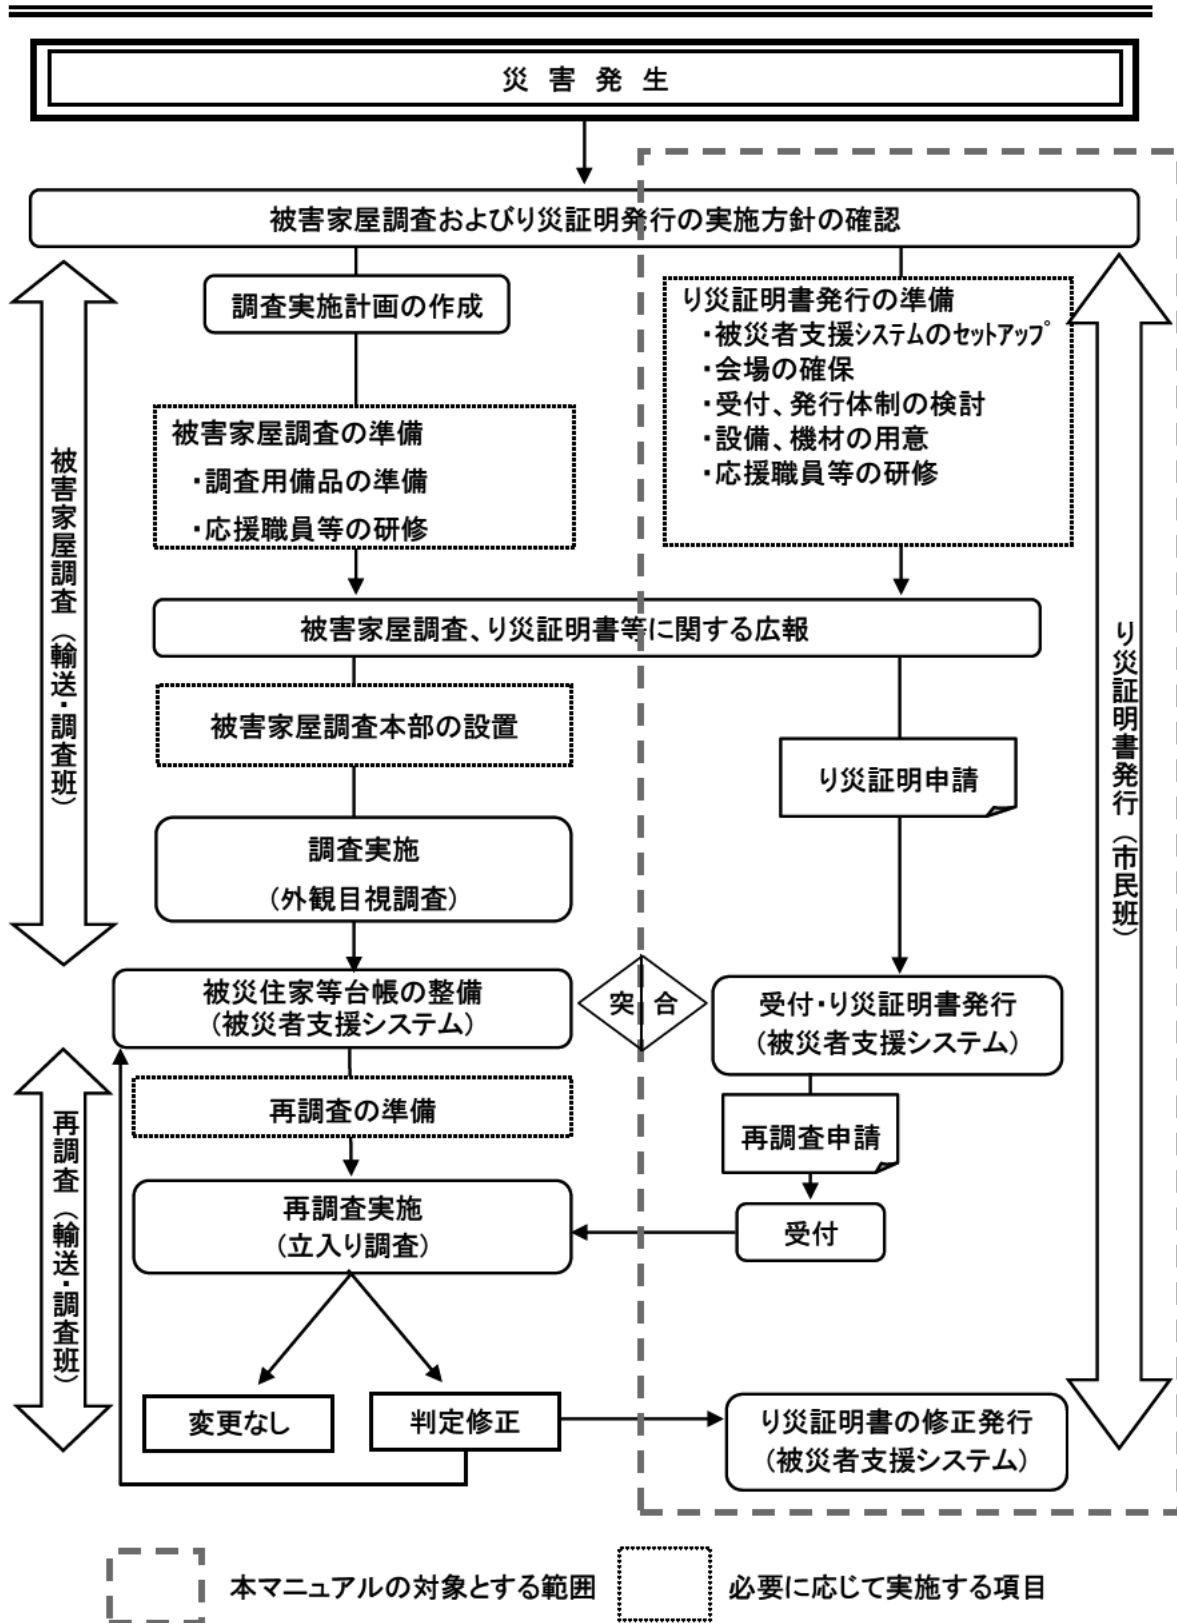 災害発生
被害家屋調査およびり災証明発行の実施方針の確認
調査実施計画の作成
被害家屋調査の準備
・調査用備品の準備
・応援職員等の研修
り災証明書発行の準備
・被災者支援システムのセットアップ
・会場の確保
・受付、発行体制の検討
・設備、機材の用意
・応援職員等の研修
被害家屋調査（輸送・調査班）
り災証明書発行（市民班）
被害家屋調査、り災証明書等に関する広報
被害家屋調査本部の設置
り災証明申請
調査実施
（外観目視調査）
被災住家等台帳の整備
（被災者支援システム）
突合
受付・り災証明書発行
（被災者支援システム）
再調査（輸送・調査班）
再調査の準備
再調査申請
再調査実施
（立入り調査）
受付
変更なし
判定修正
り災証明書の修正発行
（被災者支援システム）
本マニュアルの対象とする範囲
必要に応じて実施する項目